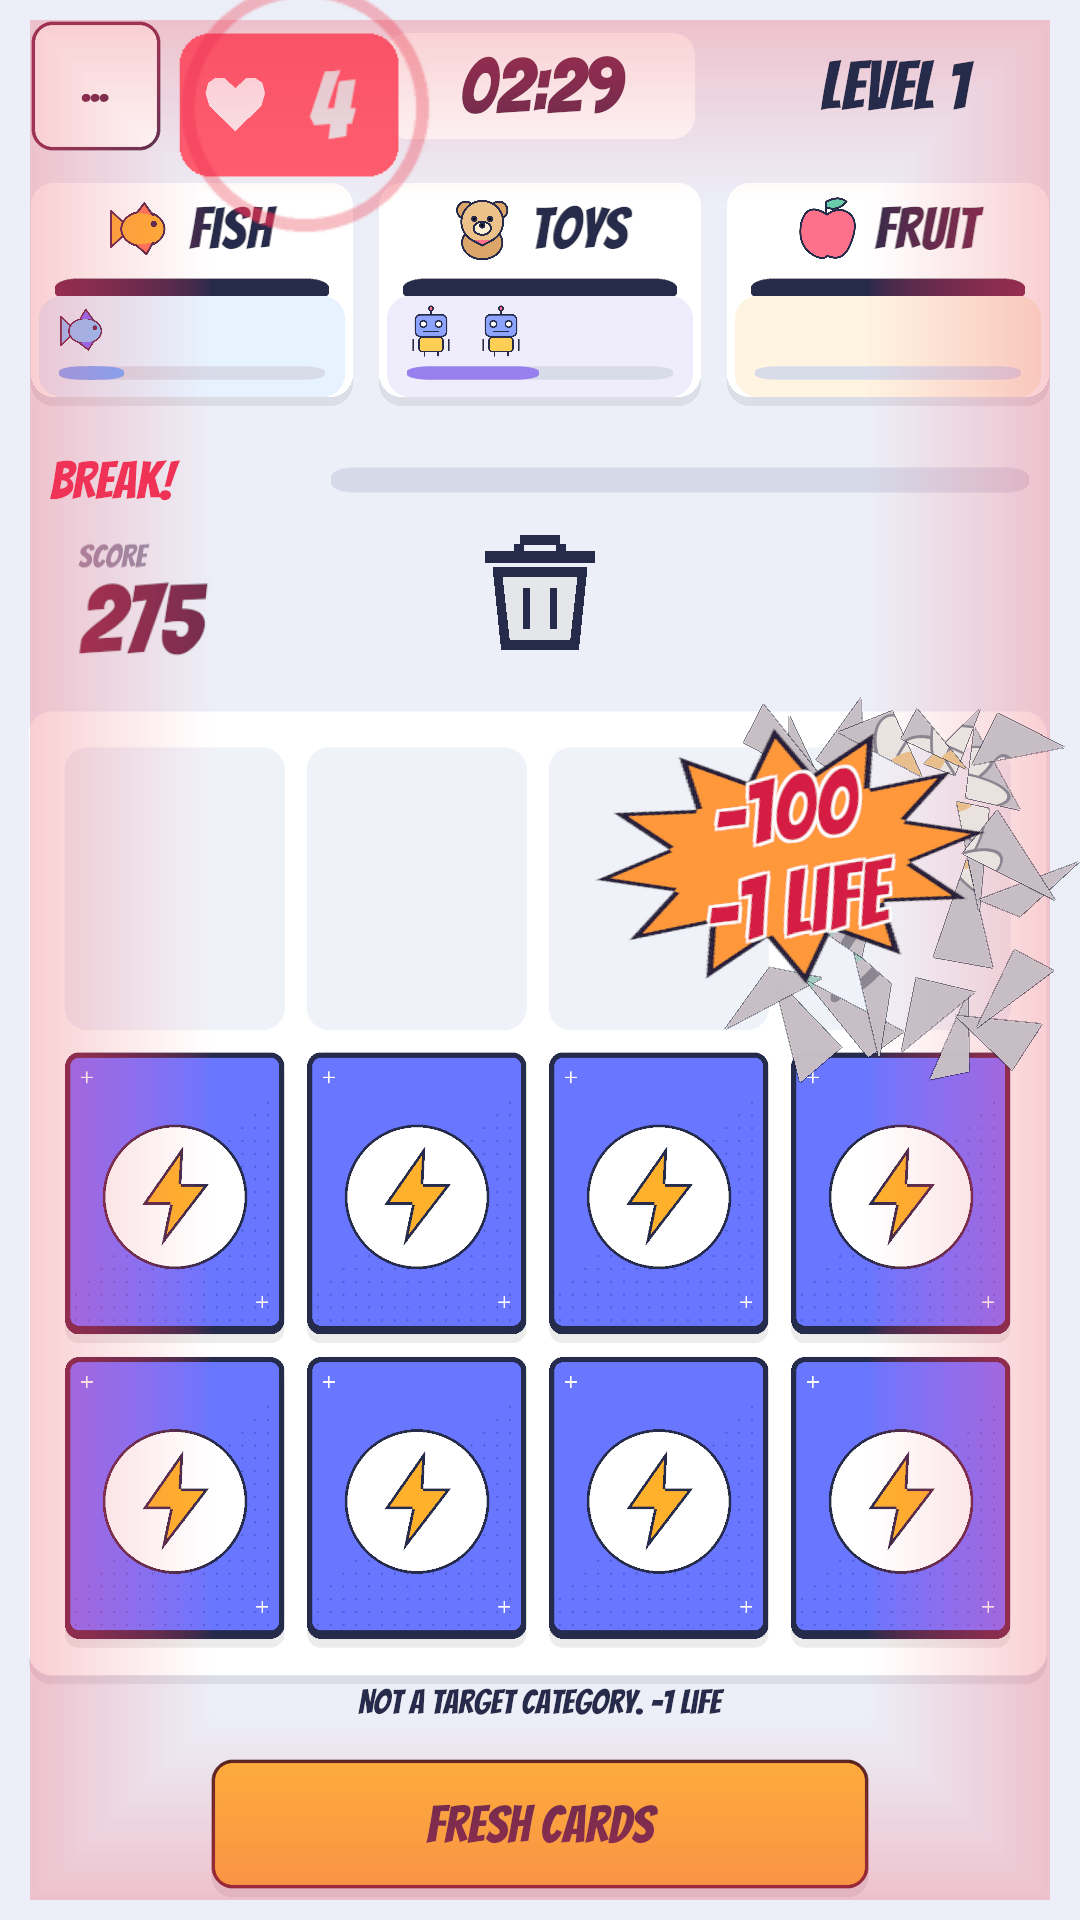 ...
4
02:29
LEVEL 1
FISH
TOYS
FRUIT
BREAK!
SCORE
275
-100
-1 LIFE
NOT A TARGET CATEGORY. -1 LIFE
FRESH CARDS